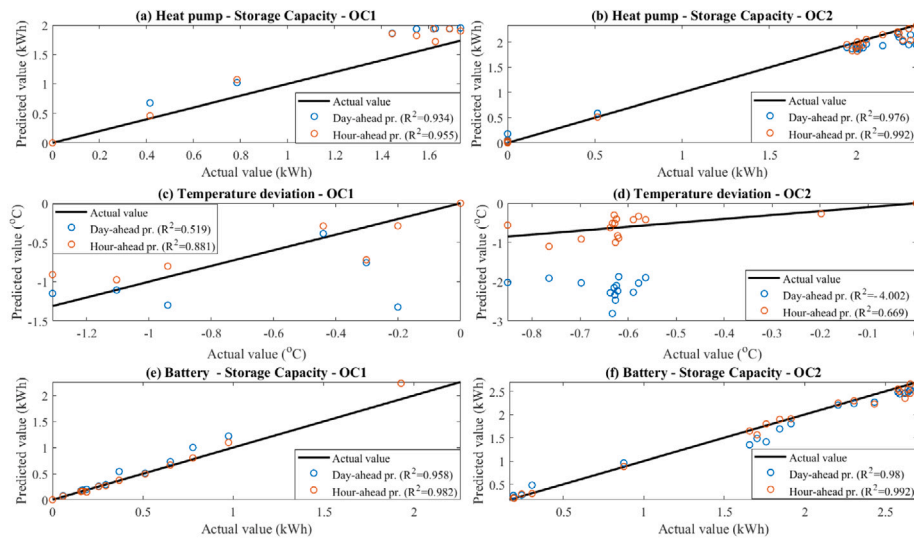 (a) Heat pump - Storage Capacity - OC1
Predicted value (kWh)
2
1.5
1
0.5
0
Actual value
Day-ahead pr. (R²=0.934)
Hour-ahead pr. (R²=0.955)
0 0.2 0.4 0.6 0.8 1 1.2 1.4 1.6
Actual value (kWh)
(b) Heat pump - Storage Capacity - OC2
Predicted value (kWh)
2
1.5
1
0.5
0
Actual value
Day-ahead pr. (R²=0.976)
Hour-ahead pr. (R²=0.992)
0 0.5 1 1.5 2
Actual value (kWh)
(c) Temperature deviation - OC1
Predicted value (°C)
0
-0.5
-1
-1.5
Actual value
Day-ahead pr. (R²=0.519)
Hour-ahead pr. (R²=0.881)
-1.2 -1 -0.8 -0.6 -0.4 -0.2 0
Actual value (°C)
(d) Temperature deviation - OC2
Predicted value (°C)
0
-1
-2
-3
Actual value
Day-ahead pr. (R²=-4.002)
Hour-ahead pr. (R²=0.669)
-0.8 -0.7 -0.6 -0.5 -0.4 -0.3 -0.2 -0.1 0
Actual value (°C)
(e) Battery - Storage Capacity - OC1
Predicted value (kWh)
2
1.5
1
0.5
0
Actual value
Day-ahead pr. (R²=0.958)
Hour-ahead pr. (R²=0.982)
0 0.5 1 1.5 2
Actual value (kWh)
(f) Battery - Storage Capacity - OC2
Predicted value (kWh)
2.5
2
1.5
1
0.5
Actual value
Day-ahead pr. (R²=0.98)
Hour-ahead pr. (R²=0.992)
0.5 1 1.5 2 2.5
Actual value (kWh)